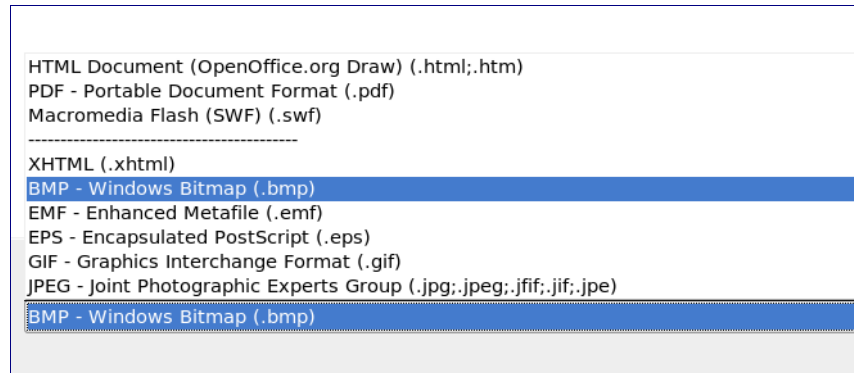 HTML Document (OpenOffice.org Draw) (.html;.htm)
PDF - Portable Document Format (.pdf)
Macromedia Flash (SWF) (.swf)
------------------------------------------
XHTML (.xhtml)
BMP - Windows Bitmap (.bmp)
EMF - Enhanced Metafile (.emf)
EPS - Encapsulated PostScript (.eps)
GIF - Graphics Interchange Format (.gif)
JPEG - Joint Photographic Experts Group (.jpg;.jpeg;.jfif;.jif;.jpe)
BMP - Windows Bitmap (.bmp)